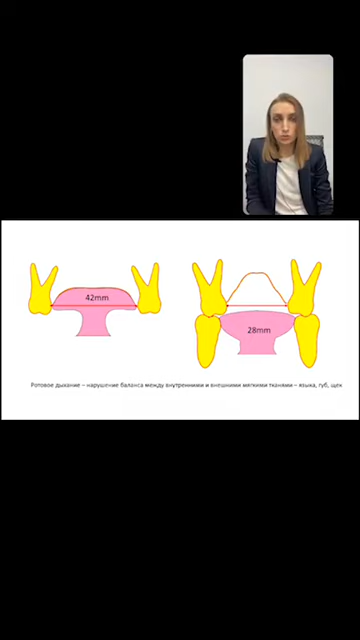 42mm
28mm
Ротовое дыхание – нарушение баланса между внутренними и внешними мягкими тканями – языка, губ, щек